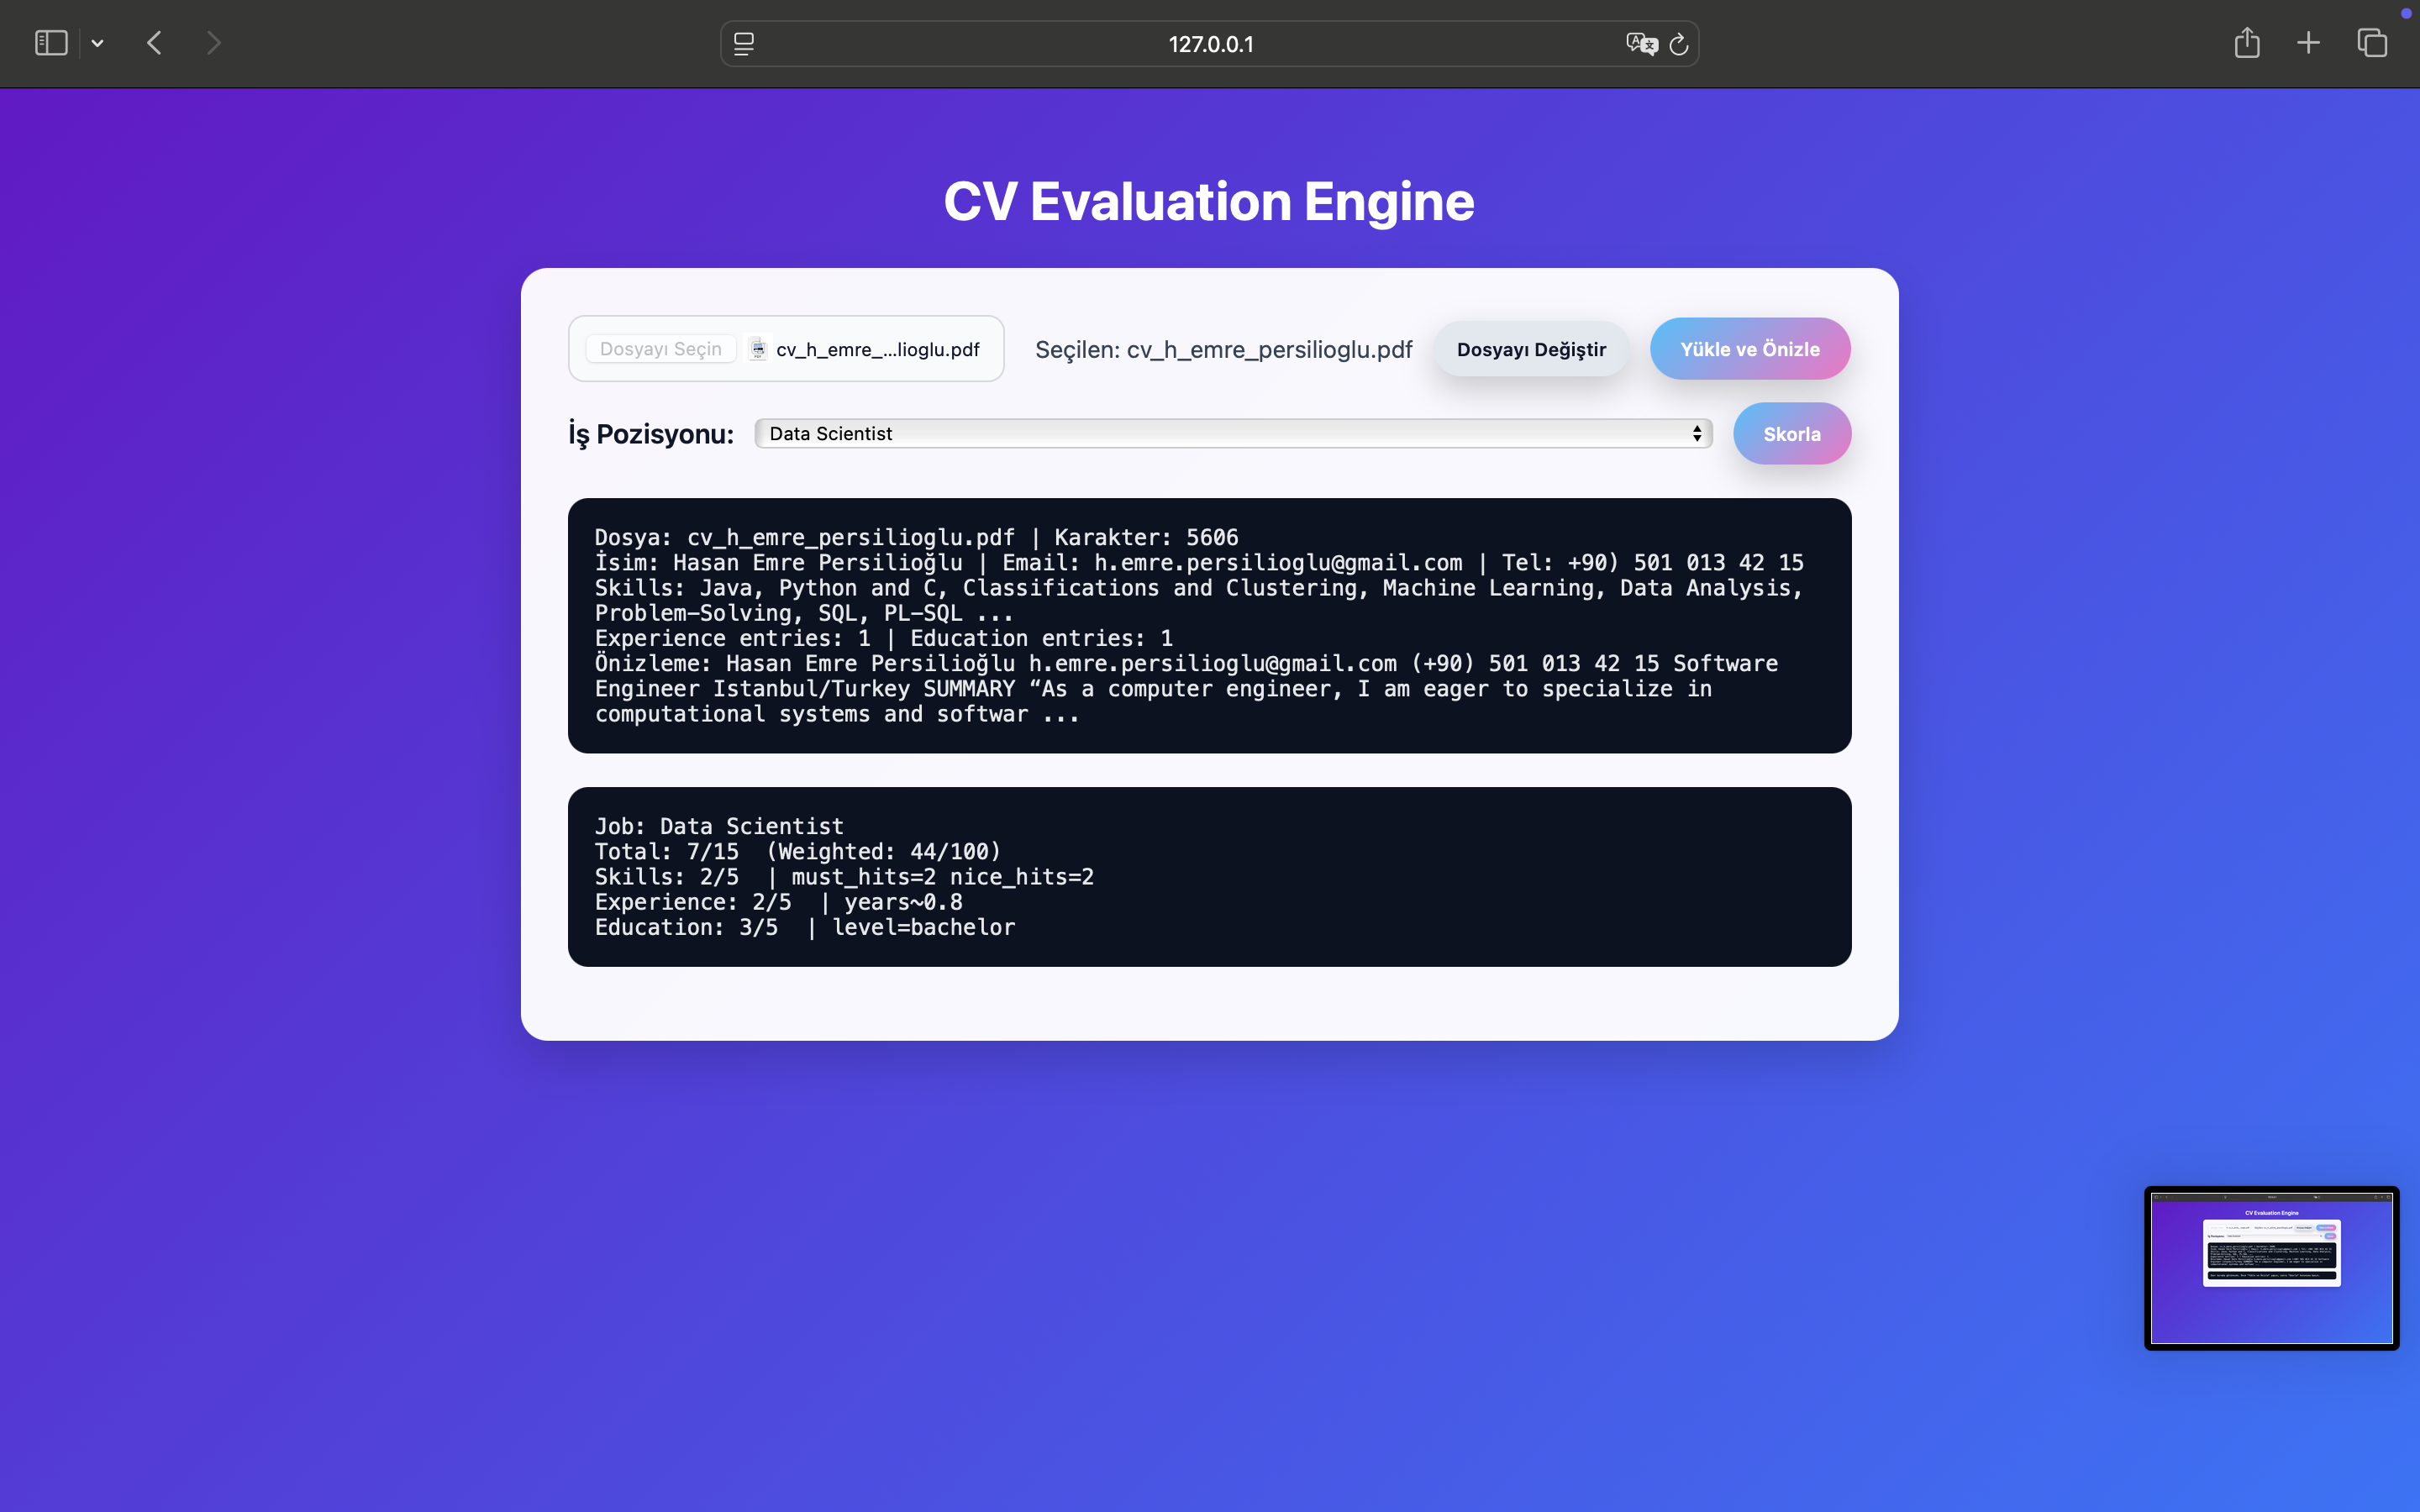 127.0.0.1
CV Evaluation Engine
Dosyayı Seçin cv_h_emre_...lioglu.pdf Seçilen: cv_h_emre_persilioglu.pdf Dosyayı Değiştir Yükle ve Önizle
İş Pozisyonu: Data Scientist Skorla
Dosya: cv_h_emre_persilioglu.pdf | Karakter: 5606
İsim: Hasan Emre Persilioğlu | Email: h.emre.persilioglu@gmail.com | Tel: +90) 501 013 42 15
Skills: Java, Python and C, Classifications and Clustering, Machine Learning, Data Analysis,
Problem-Solving, SQL, PL-SQL ...
Experience entries: 1 | Education entries: 1
Önizleme: Hasan Emre Persilioğlu h.emre.persilioglu@gmail.com (+90) 501 013 42 15 Software
Engineer Istanbul/Turkey SUMMARY “As a computer engineer, I am eager to specialize in
computational systems and softwar ...
Job: Data Scientist
Total: 7/15  (Weighted: 44/100)
Skills: 2/5  | must_hits=2 nice_hits=2
Experience: 2/5  | years~0.8
Education: 3/5  | level=bachelor
CV Evaluation Engine